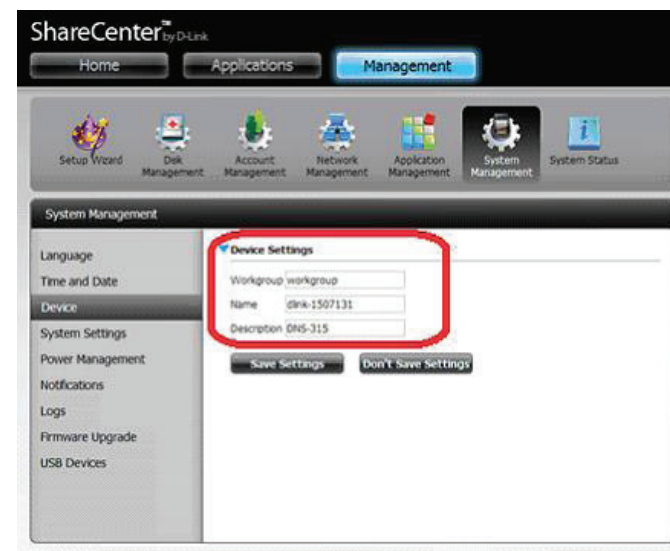 ShareCenter™ by D-Link
Home Applications Management
Setup Wizard Disk Management Account Management Network Management Application Management System Management System Status
System Management
Language
Time and Date
Device
System Settings
Power Management
Notifications
Logs
Firmware Upgrade
USB Devices
Device Settings
Workgroup workgroup
Name dlink-1507131
Description DNS-315
Save Settings Don't Save Settings